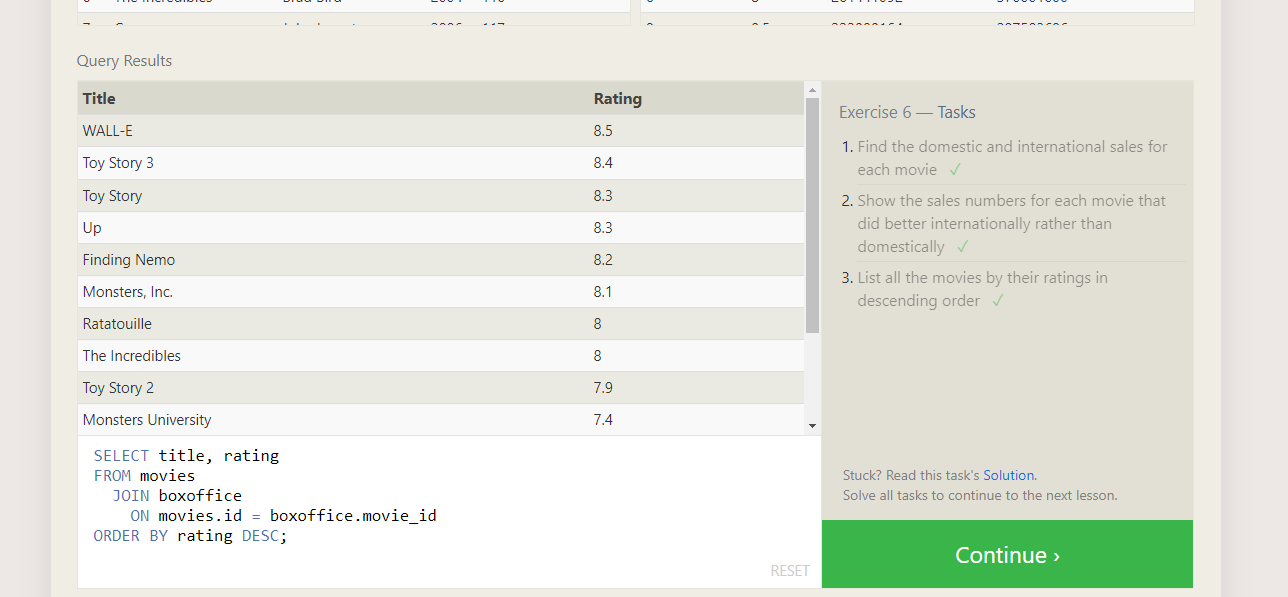 Query Results
Title Rating
WALL-E 8.5
Toy Story 3 8.4
Toy Story 8.3
Up 8.3
Finding Nemo 8.2
Monsters, Inc. 8.1
Ratatouille 8
The Incredibles 8
Toy Story 2 7.9
Monsters University 7.4
SELECT title, rating
FROM movies
JOIN boxoffice
ON movies.id = boxoffice.movie_id
ORDER BY rating DESC;
RESET
Exercise 6 — Tasks
1. Find the domestic and international sales for
each movie ✓
2. Show the sales numbers for each movie that
did better internationally rather than
domestically ✓
3. List all the movies by their ratings in
descending order ✓
Stuck? Read this task's Solution.
Solve all tasks to continue to the next lesson.
Continue ›